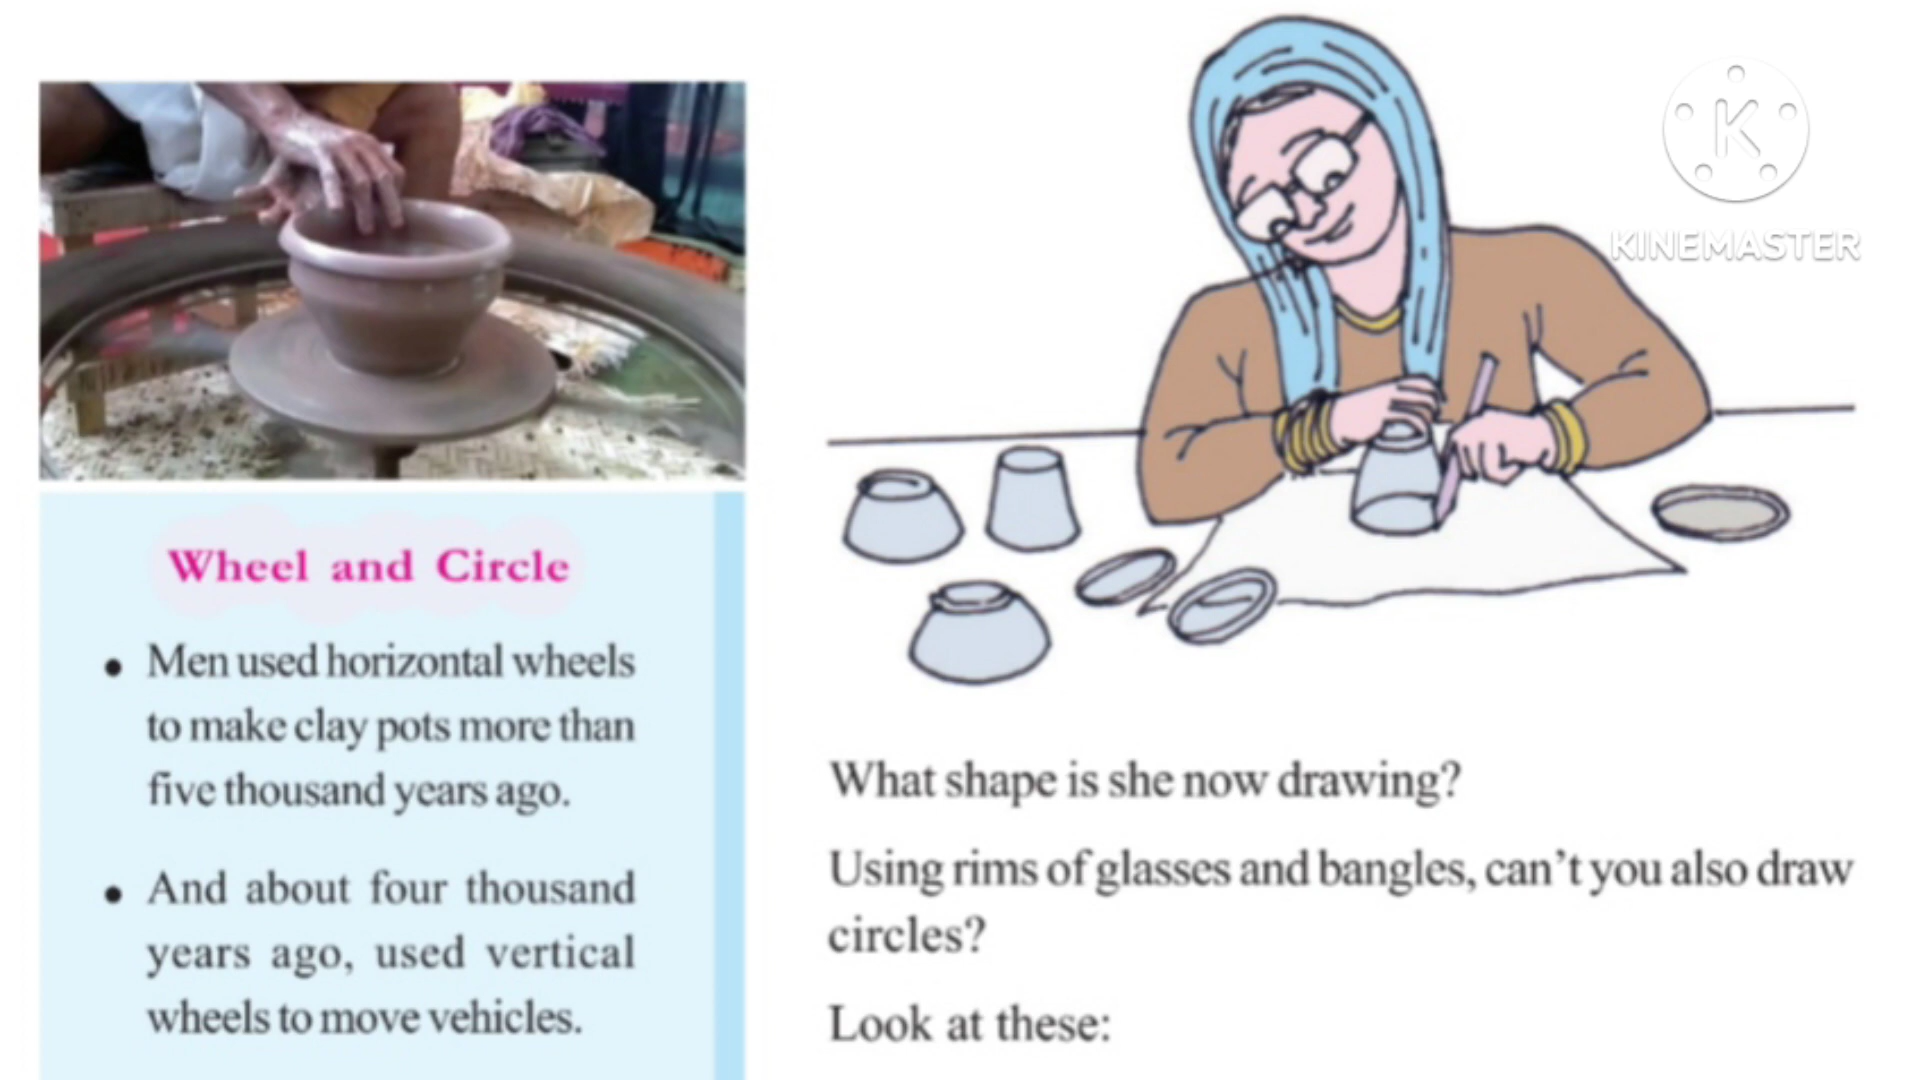 K
KINEMASTER
Wheel and Circle
• Men used horizontal wheels
to make clay pots more than
five thousand years ago.
• And about four thousand
years ago, used vertical
wheels to move vehicles.
What shape is she now drawing?
Using rims of glasses and bangles, can’t you also draw
circles?
Look at these: